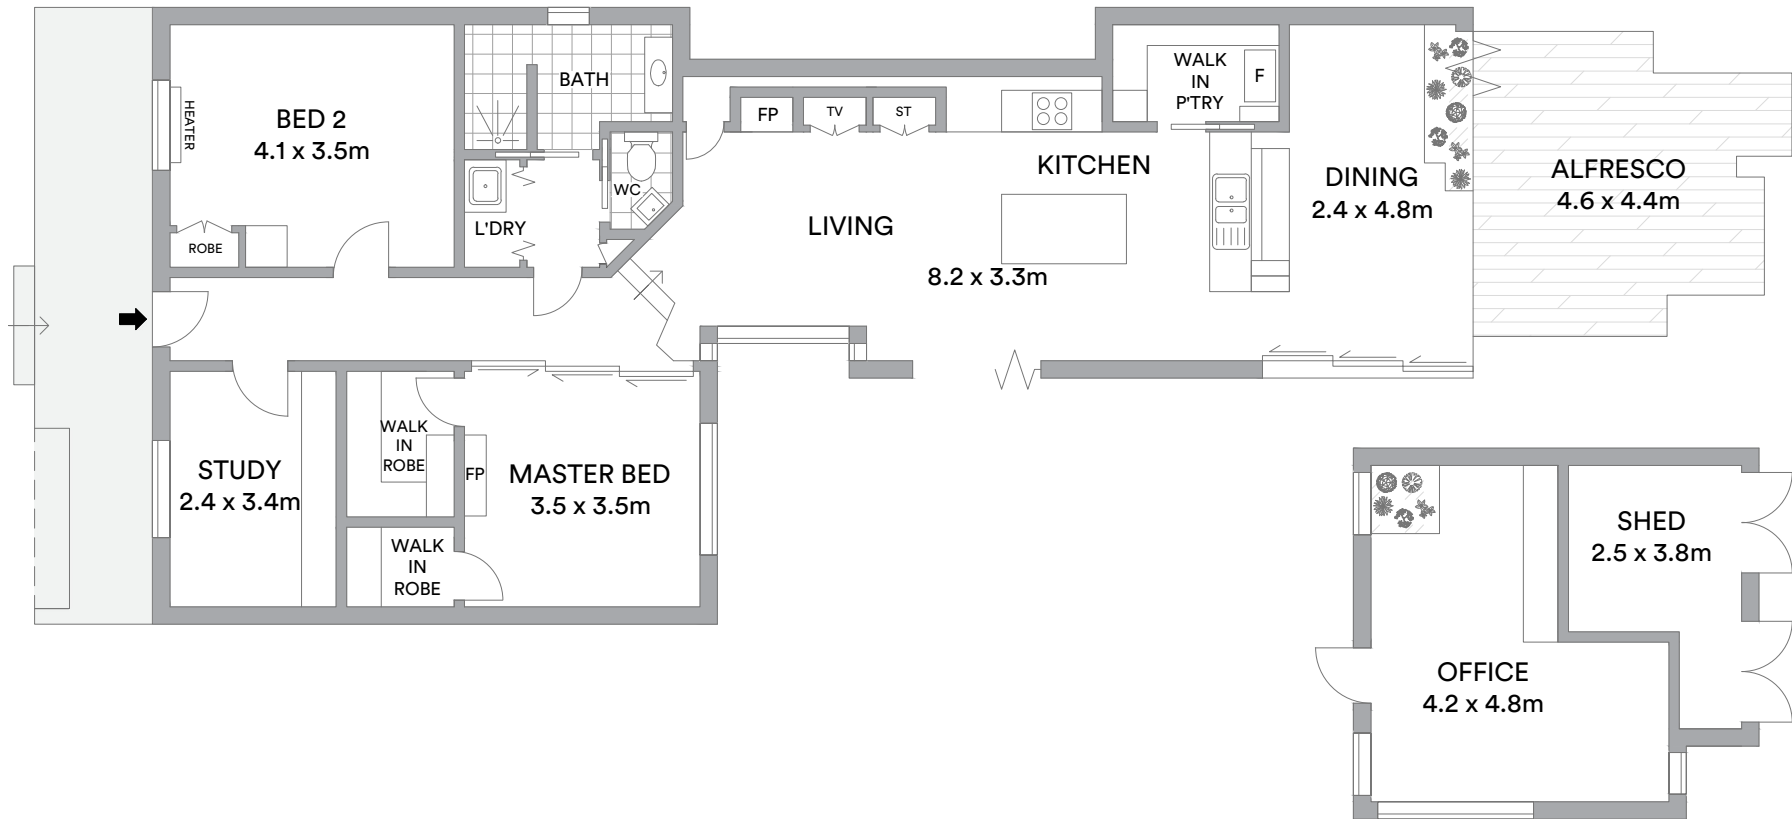 BED 2
4.1 x 3.5m
HEATER
ROBE
BATH
WC
L'DRY
FP
TV
ST
LIVING
8.2 x 3.3m
KITCHEN
WALK
IN
P'TRY
F
DINING
2.4 x 4.8m
ALFRESCO
4.6 x 4.4m
STUDY
2.4 x 3.4m
WALK
IN
ROBE
FP
MASTER BED
3.5 x 3.5m
WALK
IN
ROBE
SHED
2.5 x 3.8m
OFFICE
4.2 x 4.8m